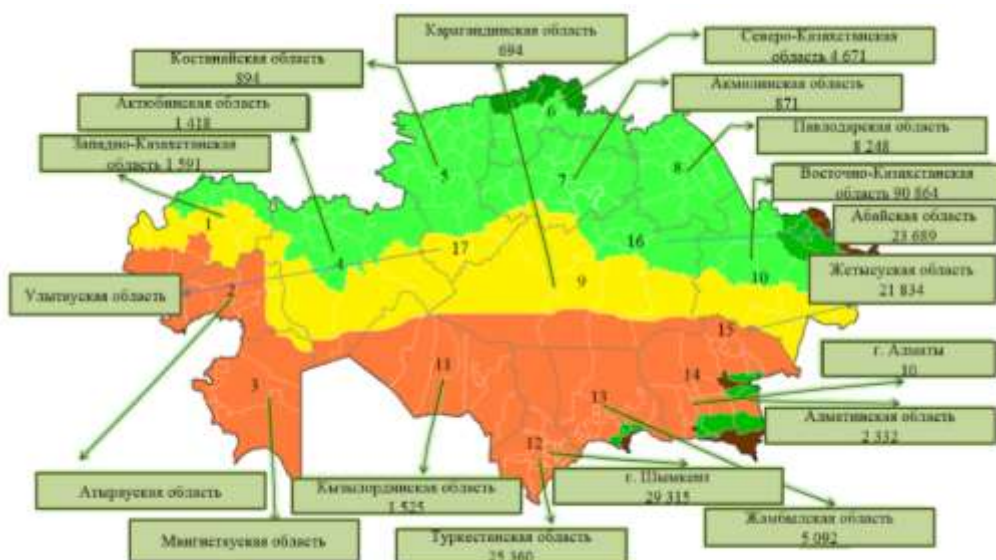 Карагандинская область
694
Северо-Казахстанская
область 4 671
Костанайская область
894
Акмолинская область
871
Актюбинская область
1 418
Павлодарская область
8 248
Западно-Казахстанская
область 1 591
Восточно-Казахстанская
область 90 864
Абайская область
23 689
Жетысуская область
21 834
Улытауская область
г. Алматы
10
Алматинская область
2 332
Атырауская область
Кызылординская область
1 525
г. Шымкент
29 315
Мангистауская область
Туркестанская область
25 360
Жамбылская область
5 092
1
2
3
4
5
6
7
8
9
10
11
12
13
14
15
16
17